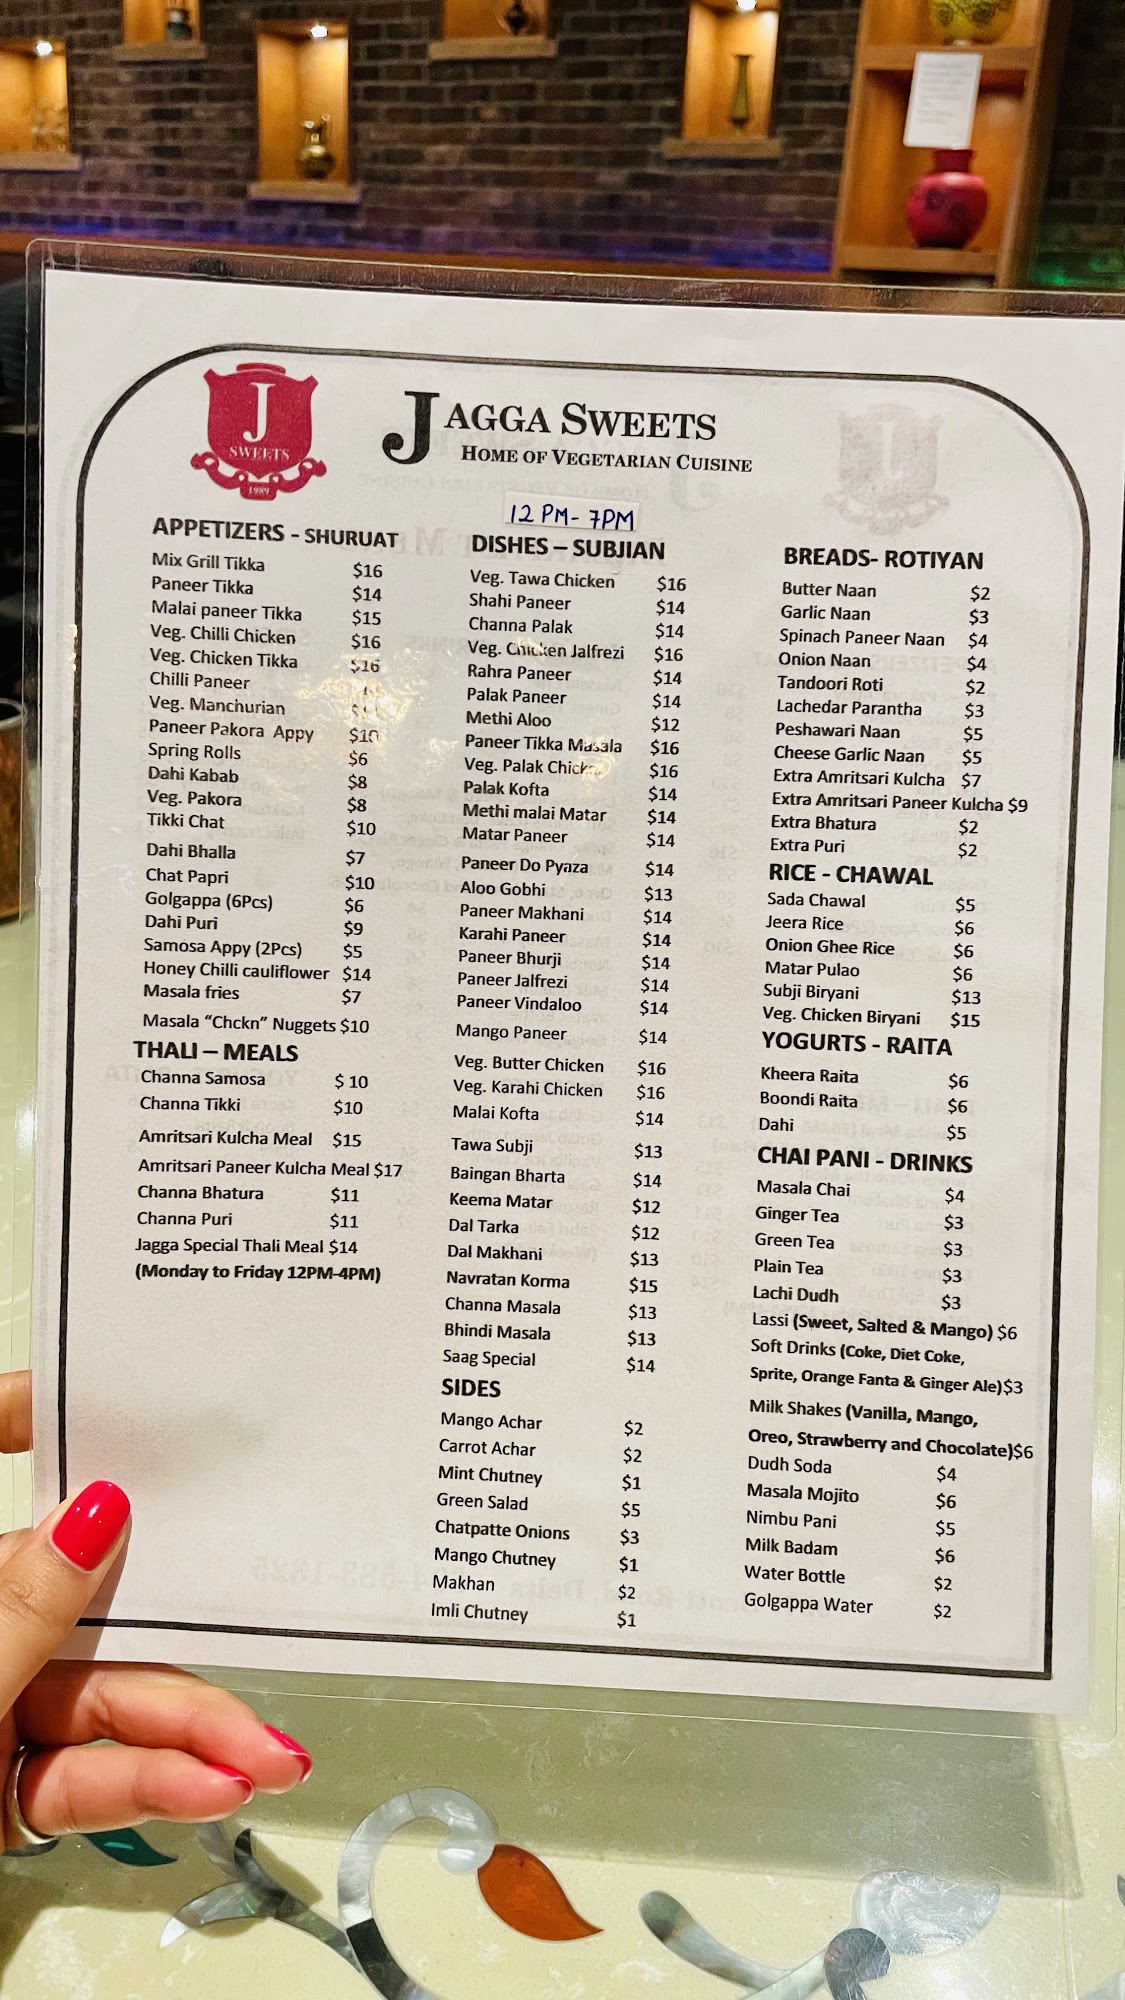 J
SWEETS
1989
JAGGA SWEETS
HOME OF VEGETARIAN CUISINE
12 PM - 7PM
APPETIZERS - SHURUAT
Mix Grill Tikka $16
Paneer Tikka $14
Malai paneer Tikka $15
Veg. Chilli Chicken $16
Veg. Chicken Tikka $16
Chilli Paneer
Veg. Manchurian
Paneer Pakora Appy $10
Spring Rolls $6
Dahi Kabab $8
Veg. Pakora $8
Tikki Chat $10
Dahi Bhalla $7
Chat Papri $10
Golgappa (6Pcs) $6
Dahi Puri $9
Samosa Appy (2Pcs) $5
Honey Chilli cauliflower $14
Masala fries $7
Masala “Chckn” Nuggets $10
THALI – MEALS
Channa Samosa $ 10
Channa Tikki $10
Amritsari Kulcha Meal $15
Amritsari Paneer Kulcha Meal $17
Channa Bhatura $11
Channa Puri $11
Jagga Special Thali Meal $14
(Monday to Friday 12PM-4PM)
DISHES – SUBJIAN
Veg. Tawa Chicken $16
Shahi Paneer $14
Channa Palak $14
Veg. Chicken Jalfrezi $16
Rahra Paneer $14
Palak Paneer $14
Methi Aloo $12
Paneer Tikka Masala $16
Veg. Palak Chicken $16
Palak Kofta $14
Methi malai Matar $14
Matar Paneer $14
Paneer Do Pyaza $14
Aloo Gobhi $13
Paneer Makhani $14
Karahi Paneer $14
Paneer Bhurji $14
Paneer Jalfrezi $14
Paneer Vindaloo $14
Mango Paneer $14
Veg. Butter Chicken $16
Veg. Karahi Chicken $16
Malai Kofta $14
Tawa Subji $13
Baingan Bharta $14
Keema Matar $12
Dal Tarka $12
Dal Makhani $13
Navratan Korma $15
Channa Masala $13
Bhindi Masala $13
Saag Special $14
SIDES
Mango Achar $2
Carrot Achar $2
Mint Chutney $1
Green Salad $5
Chatpatte Onions $3
Mango Chutney $1
Makhan $2
Imli Chutney $1
BREADS- ROTIYAN
Butter Naan $2
Garlic Naan $3
Spinach Paneer Naan $4
Onion Naan $4
Tandoori Roti $2
Lachedar Parantha $3
Peshawari Naan $5
Cheese Garlic Naan $5
Extra Amritsari Kulcha $7
Extra Amritsari Paneer Kulcha $9
Extra Bhatura $2
Extra Puri $2
RICE - CHAWAL
Sada Chawal $5
Jeera Rice $6
Onion Ghee Rice $6
Matar Pulao $6
Subji Biryani $13
Veg. Chicken Biryani $15
YOGURTS - RAITA
Kheera Raita $6
Boondi Raita $6
Dahi $5
CHAI PANI - DRINKS
Masala Chai $4
Ginger Tea $3
Green Tea $3
Plain Tea $3
Lachi Dudh $3
Lassi (Sweet, Salted & Mango) $6
Soft Drinks (Coke, Diet Coke,
Sprite, Orange Fanta & Ginger Ale)$3
Milk Shakes (Vanilla, Mango,
Oreo, Strawberry and Chocolate)$6
Dudh Soda $4
Masala Mojito $6
Nimbu Pani $5
Milk Badam $6
Water Bottle $2
Golgappa Water $2